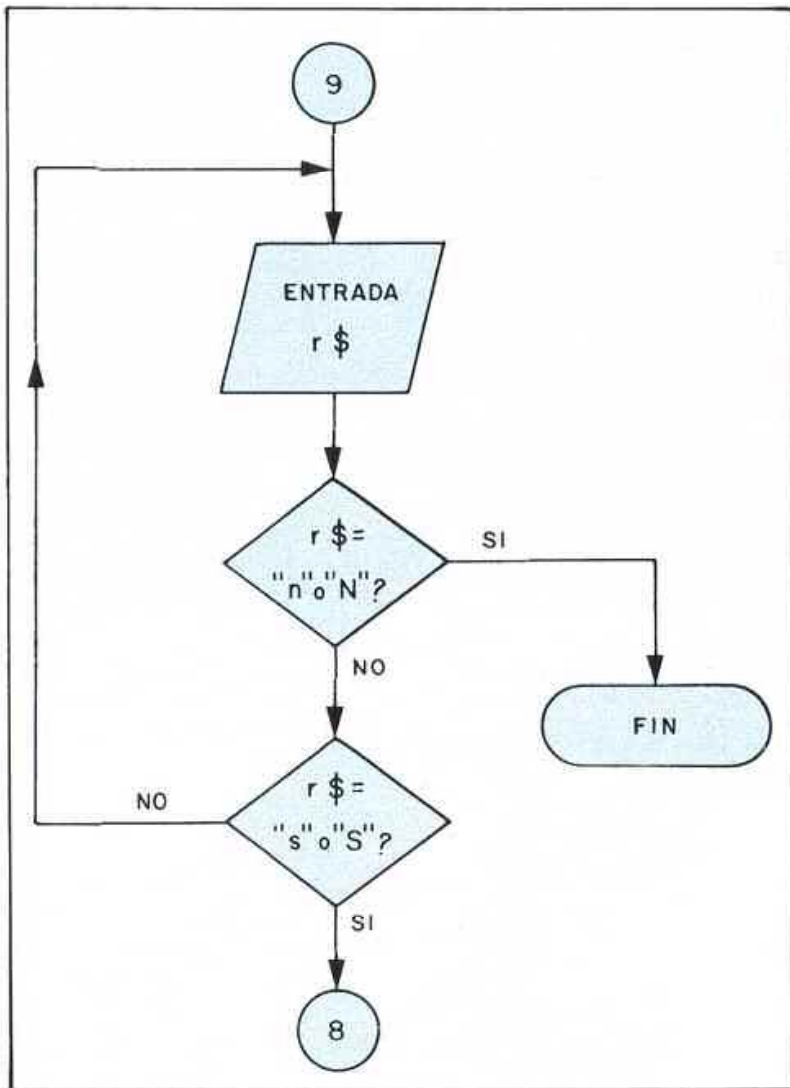 9
ENTRADA
r $
r $=
"n"o"N"?
SI
NO
FIN
r $=
"s"o"S"?
NO
SI
8